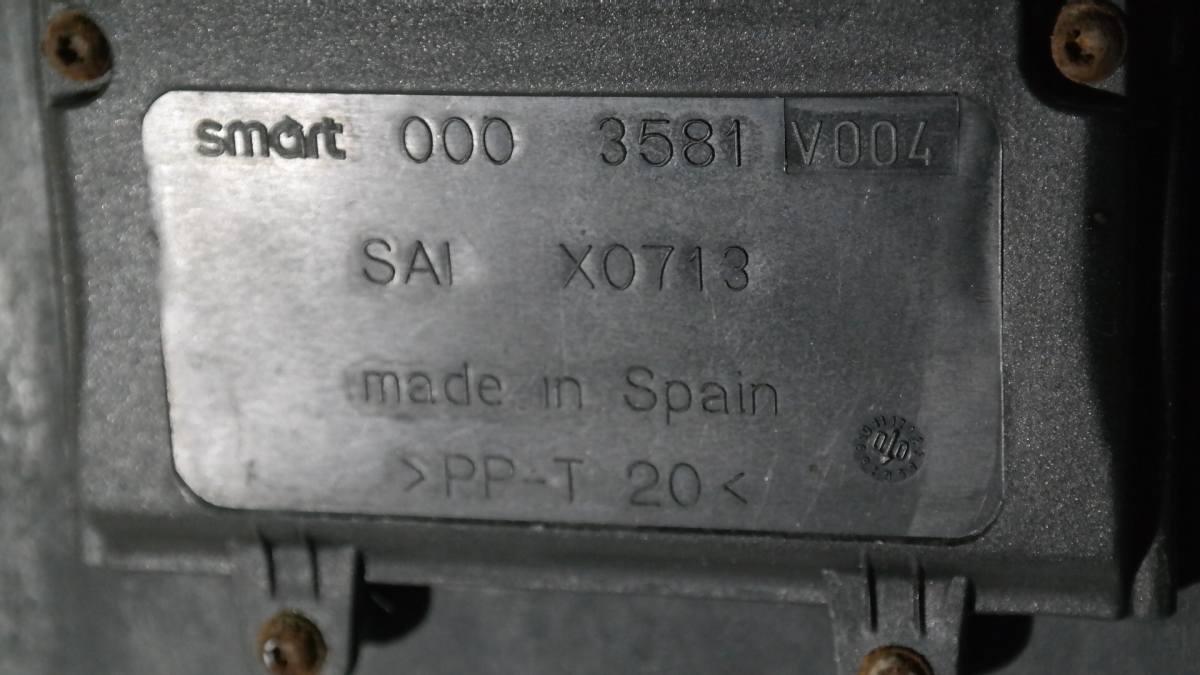 smart 000 3581 V004
SAI X0713
made in Spain
>PP-T 20<